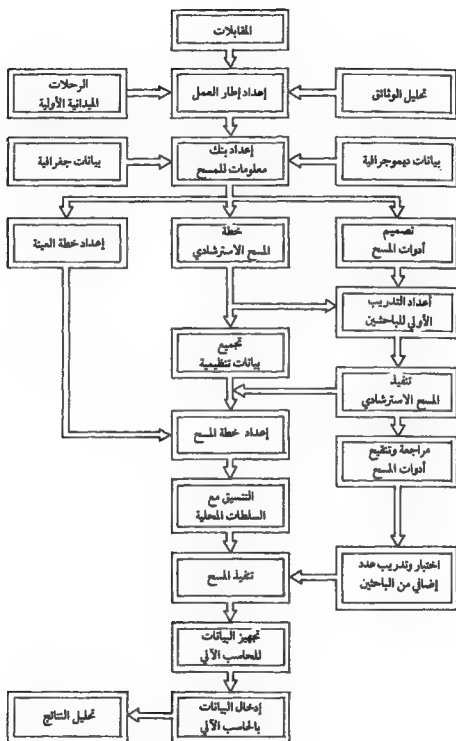 المقابلات
تحليل الوثائق
إعداد إطار العمل
الرحلات
الميدانية الأولية
بيانات ديموجرافية
إعداد بنك
معلومات للمسح
بيانات جغرافية
تصميم
أدوات المسح
خطة
المسح الاسترشادي
إعداد خطة العينة
أعداد التدريب
الأولي للباحثين
تجميع
بيانات تنظيمية
تنفيذ
المسح الاسترشادي
إعداد خطة المسح
مراجعة وتنقيح
أدوات المسح
التنسيق مع
السلطات المحلية
اختبار وتدريب عدد
إضافي من الباحثين
تنفيذ المسح
تجهيز البيانات
للحاسب الآلي
إدخال البيانات
بالحاسب الآلي
تحليل النتائج